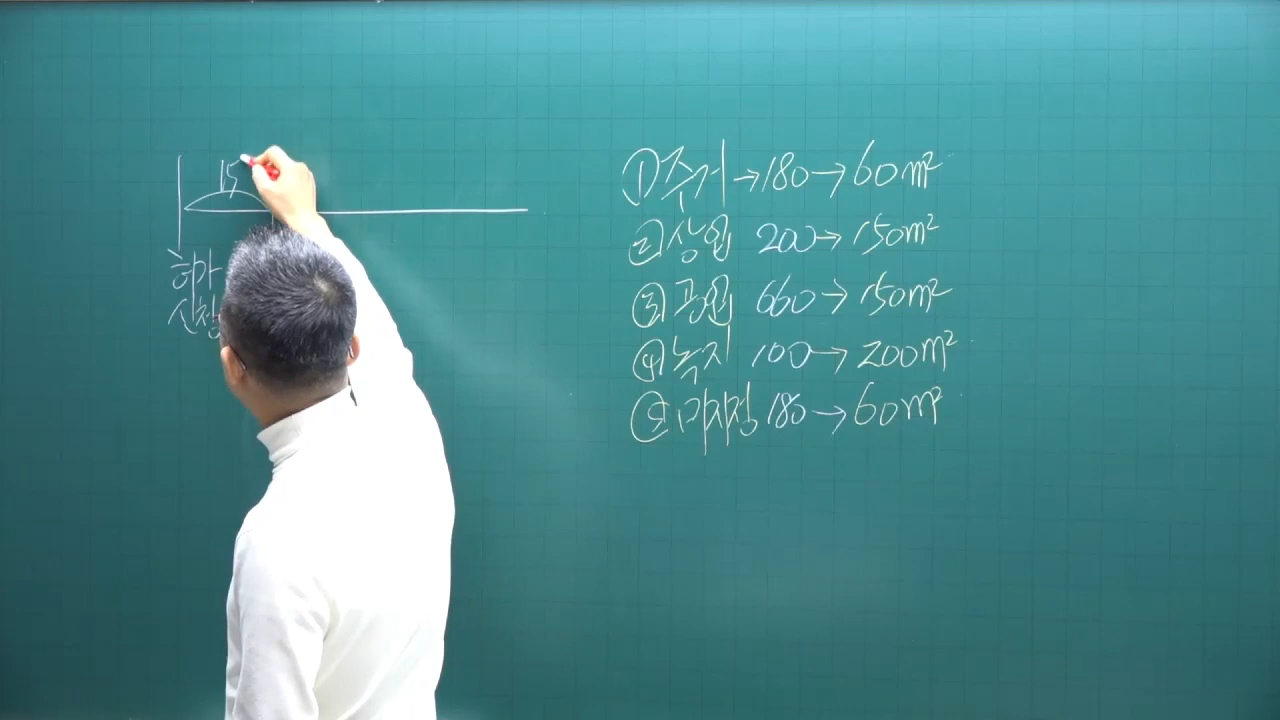 15
허가
신청
① 주거 → 180 → 60m²
② 상업 200 → 150m²
③ 공업 660 → 150m²
④ 녹지 100 → 200m²
⑤ 미지정 180 → 60m²